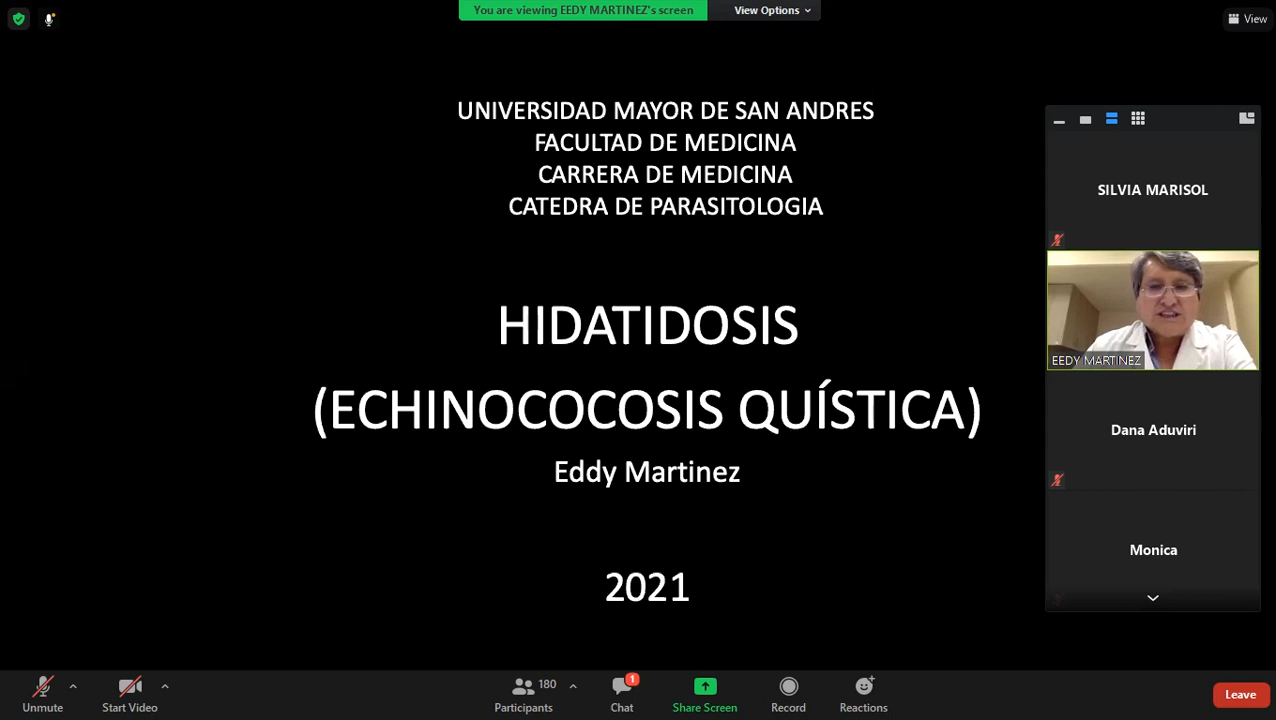 You are viewing EEDY MARTINEZ's screen
View Options
View
UNIVERSIDAD MAYOR DE SAN ANDRES
FACULTAD DE MEDICINA
CARRERA DE MEDICINA
CATEDRA DE PARASITOLOGIA
HIDATIDOSIS
(ECHINOCOCOSIS QUÍSTICA)
Eddy Martinez
2021
SILVIA MARISOL
EEDY MARTINEZ
Dana Aduviri
Monica
Unmute
Start Video
Participants
180
Chat
1
Share Screen
Record
Reactions
Leave